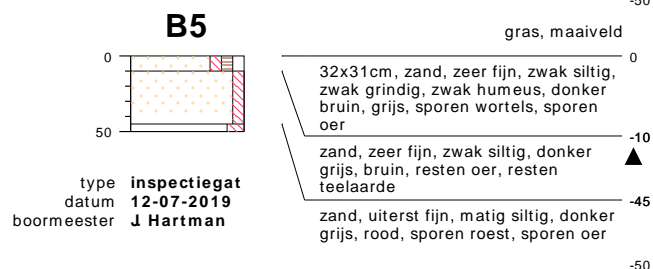 -50
B5
gras, maaiveld
0
0
32x31cm, zand, zeer fijn, zwak siltig,
zwak grindig, zwak humeus, donker
bruin, grijs, sporen wortels, sporen
oer
-10
50
zand, zeer fijn, zwak siltig, donker
grijs, bruin, resten oer, resten
teelaarde
-45
type inspectiegat
datum 12-07-2019
boormeester J Hartman
zand, uiterst fijn, matig siltig, donker
grijs, rood, sporen roest, sporen oer
-50